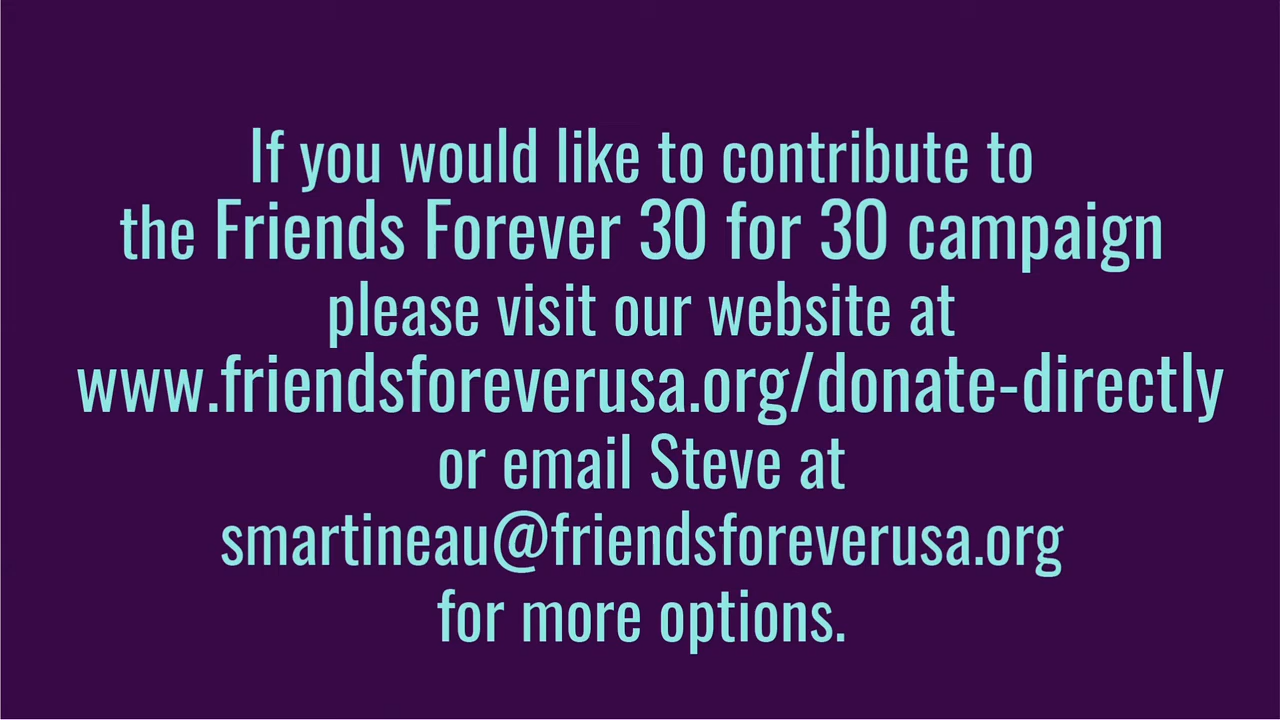 If you would like to contribute to
the Friends Forever 30 for 30 campaign
please visit our website at
www.friendsforeverusa.org/donate-directly
or email Steve at
smartineau@friendsforeverusa.org
for more options.